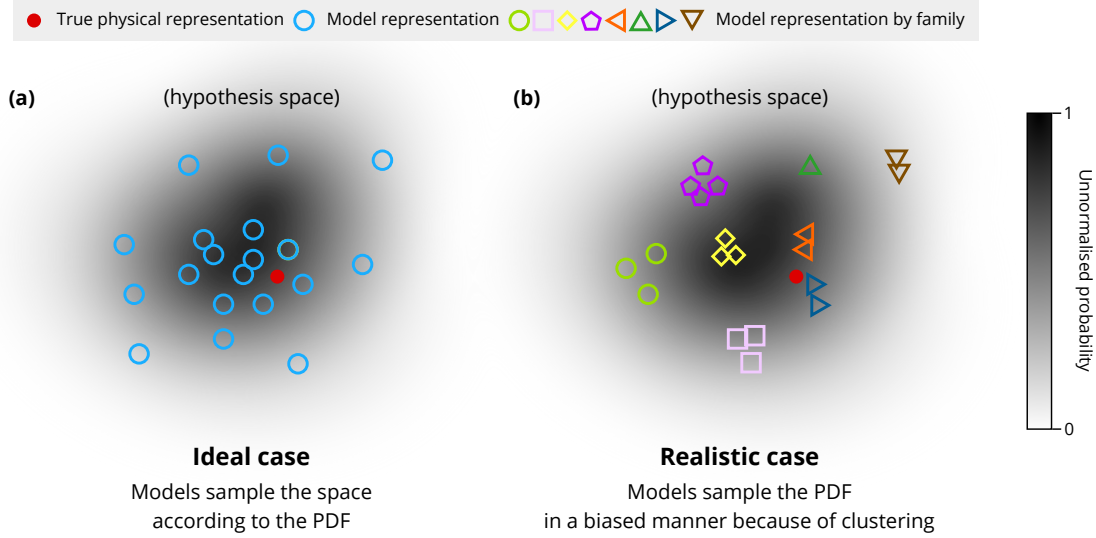 True physical representation Model representation Model representation by family
(a) (hypothesis space) (b) (hypothesis space)
1
Unnormalised probability
0
Ideal case Realistic case
Models sample the space Models sample the PDF
according to the PDF in a biased manner because of clustering